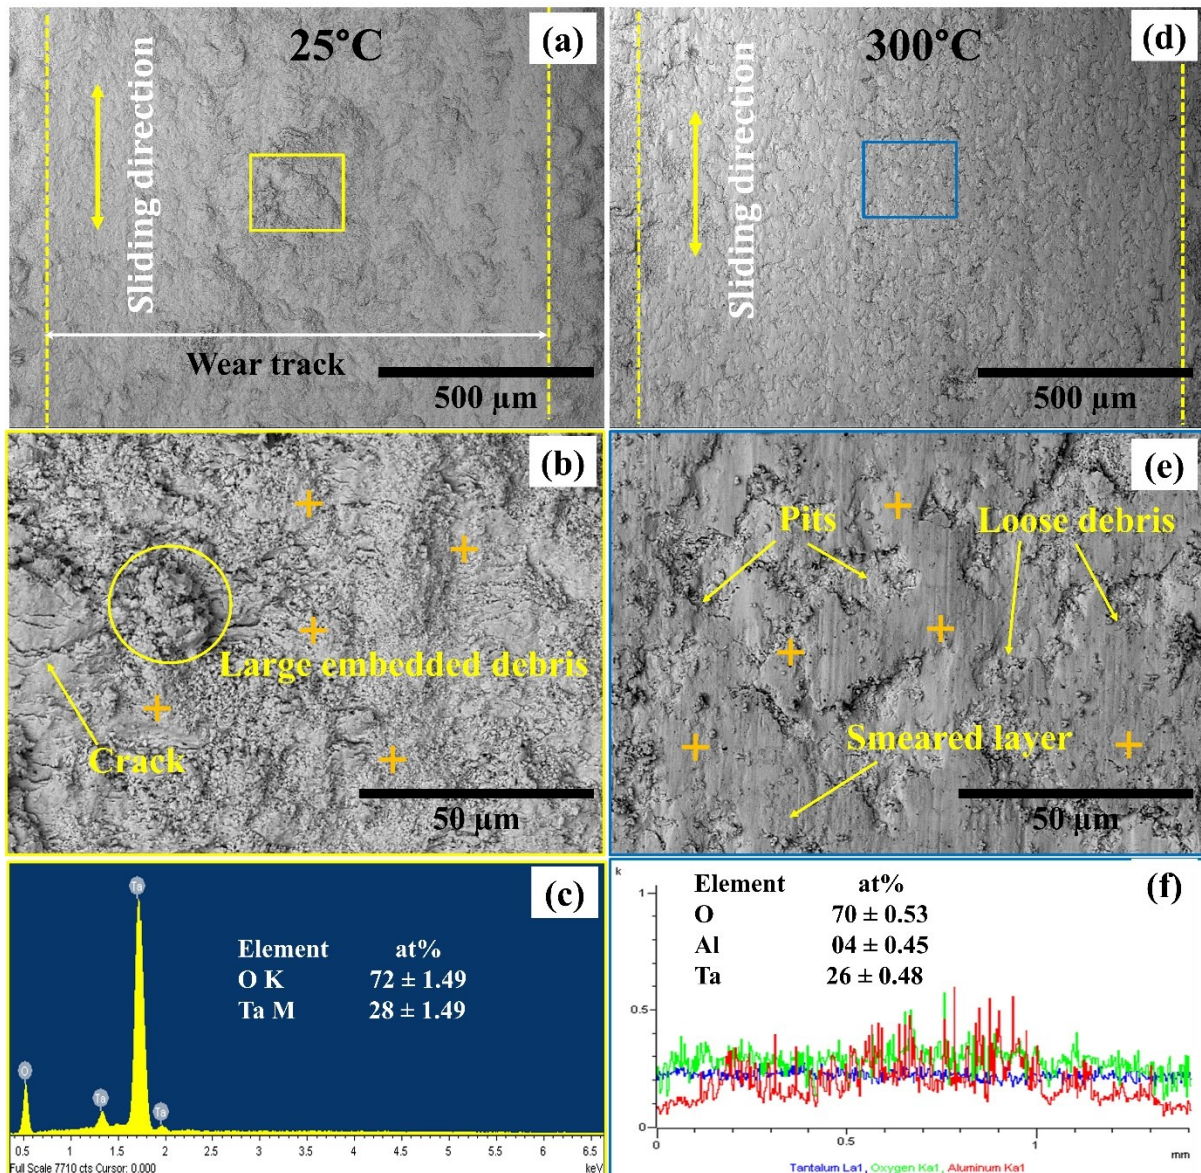 25°C
(a)
Sliding direction
Wear track
500 µm
300°C
(d)
Sliding direction
500 µm
(b)
Large embedded debris
Crack
50 µm
(e)
Pits
Loose debris
Smeared layer
50 µm
(c)
Ta
Element at%
O K 72 ± 1.49
Ta M 28 ± 1.49
O
Ta
Ta
0.5 1 1.5 2 2.5 3 3.5 4 4.5 5 5.5 6 6.5
Full Scale 7710 cts Cursor: 0.000 keV
(f)
k
Element at%
O 70 ± 0.53
Al 04 ± 0.45
Ta 26 ± 0.48
1
0.5
0
0 0.5 1
mm
Tantalum La1, Oxygen Ka1, Aluminum Ka1